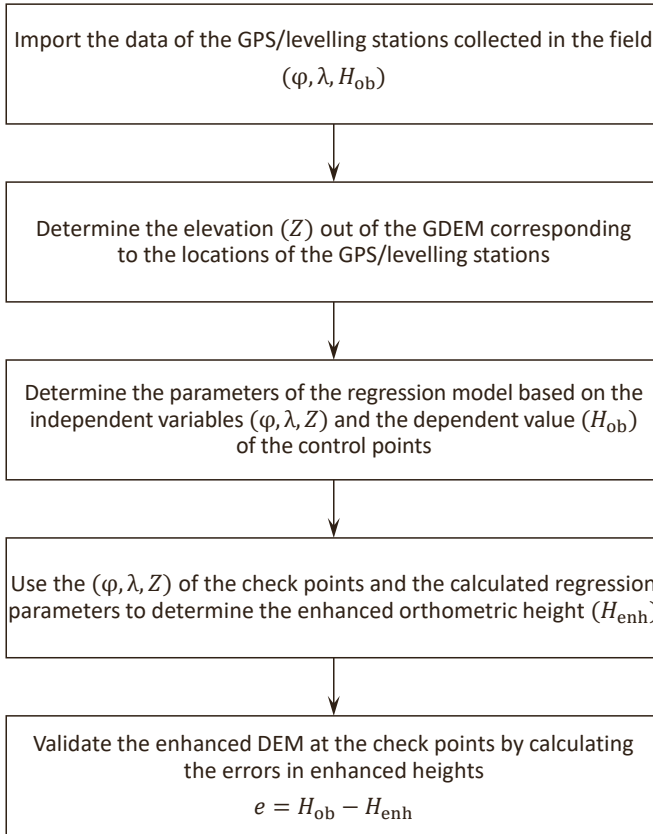 Import the data of the GPS/levelling stations collected in the field
(φ, λ, H_ob)
Determine the elevation (Z) out of the GDEM corresponding
to the locations of the GPS/levelling stations
Determine the parameters of the regression model based on the
independent variables (φ, λ, Z) and the dependent value (H_ob)
of the control points
Use the (φ, λ, Z) of the check points and the calculated regression
parameters to determine the enhanced orthometric height (H_enh)
Validate the enhanced DEM at the check points by calculating
the errors in enhanced heights
e = H_ob − H_enh